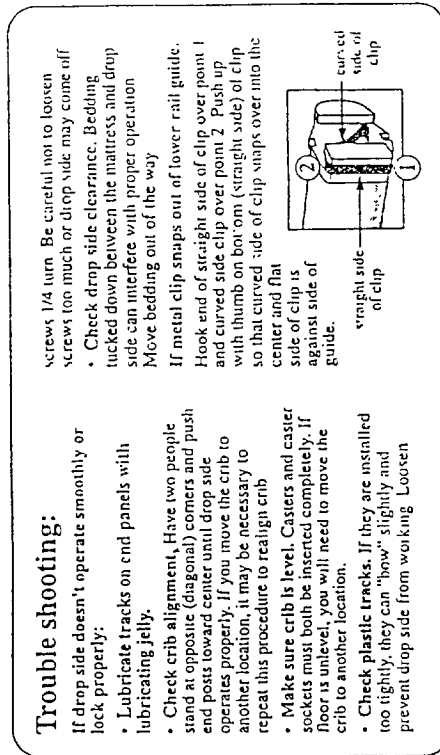 Trouble shooting:
If drop side doesn't operate smoothly or
lock properly:
• Lubricate tracks on end panels with
lubricating jelly.
• Check crib alignment, Have two people
stand at opposite (diagonal) corners and push
end posts toward center until drop side
operates properly. If you move the crib to
another location, it may be necessary to
repeat this procedure to realign crib
• Make sure crib is level. Casters and caster
sockets must both be inserted completely. If
floor is unlevel, you will need to move the
crib to another location.
• Check plastic tracks. If they are installed
too tightly, they can "bow" slightly and
prevent drop side from working Loosen
screws 1/4 turn Be careful not to loosen
screws too much or drop side may come off
• Check drop side clearance. Bedding
tucked down between the mattress and drop
side can interfere with proper operation
Move bedding out of the way
If metal clip snaps out of lower rail guide.
Hook end of straight side of clip over point 1
and curved side clip over point 2 Push up
with thumb on bottom (straight side) of clip
so that curved side of clip snaps over into the
center and flat
side of clip is
against side of
guide.
straight side
of clip
2
1
curved
side of
clip